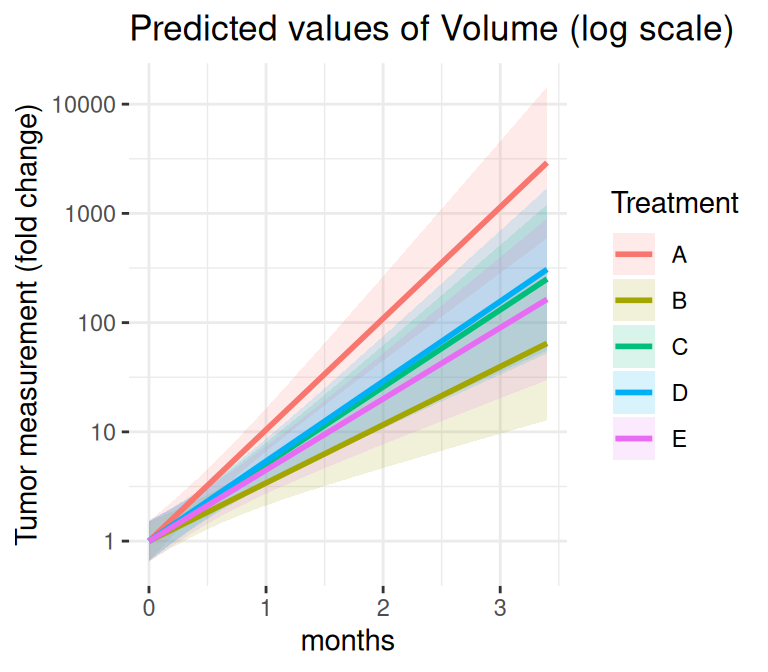 Predicted values of Volume (log scale)
Tumor measurement (fold change)
10000
1000
100
10
1
0 1 2 3
months
Treatment
A
B
C
D
E